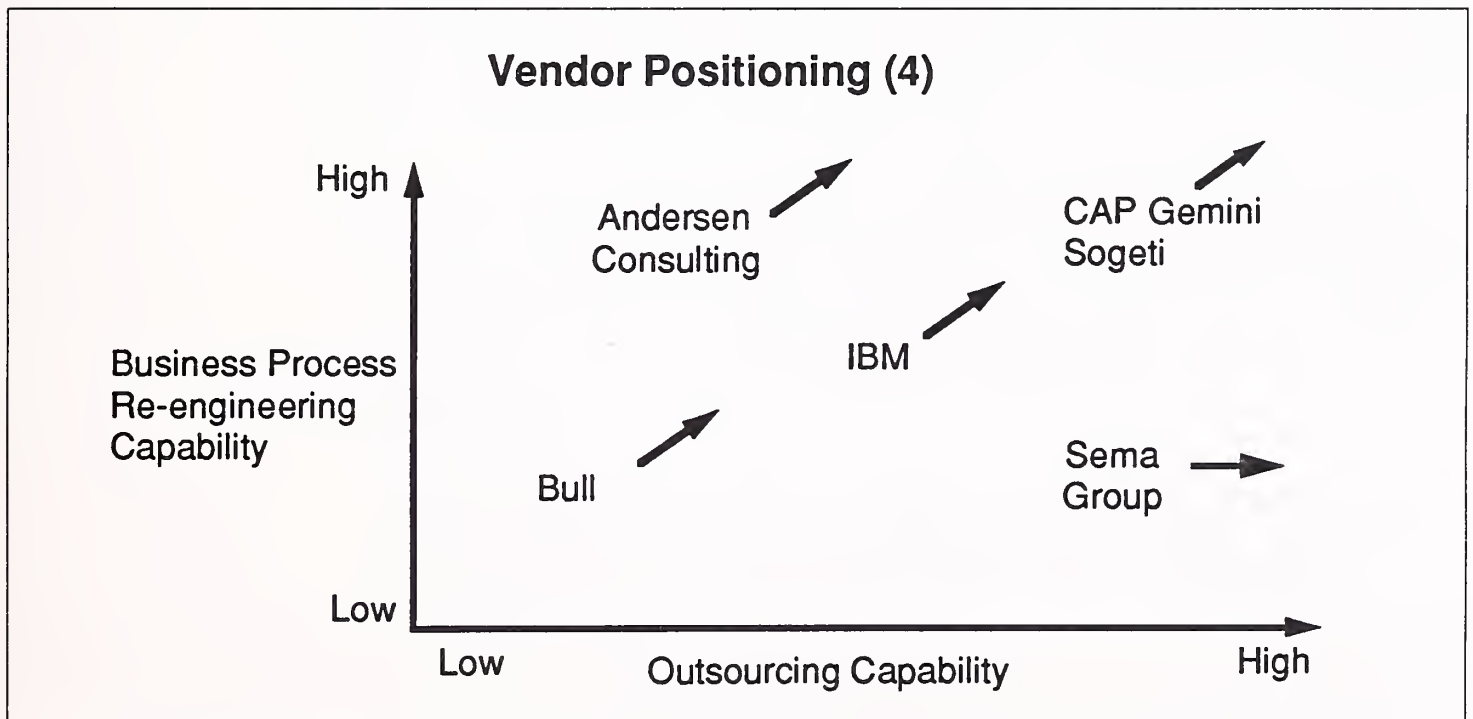 Vendor Positioning (4)
High
Andersen
Consulting
CAP Gemini
Sogeti
IBM
Business Process
Re-engineering
Capability
Bull
Sema
Group
Low
Low
Outsourcing Capability
High